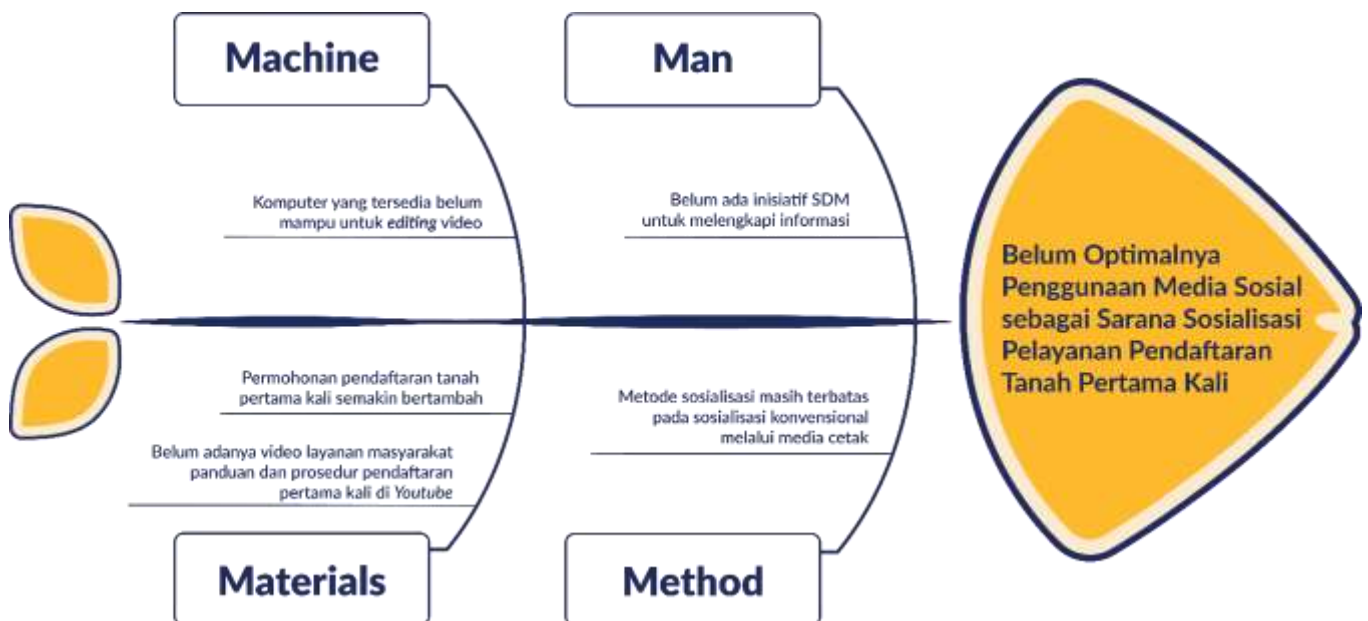 Machine
Man
Komputer yang tersedia belum
mampu untuk editing video
Belum ada inisiatif SDM
untuk melengkapi informasi
Belum Optimalnya
Penggunaan Media Sosial
sebagai Sarana Sosialisasi
Pelayanan Pendaftaran
Tanah Pertama Kali
Permohonan pendaftaran tanah
pertama kali semakin bertambah
Belum adanya video layanan masyarakat
panduan dan prosedur pendaftaran
pertama kali di Youtube
Metode sosialisasi masih terbatas
pada sosialisasi konvensional
melalui media cetak
Materials
Method